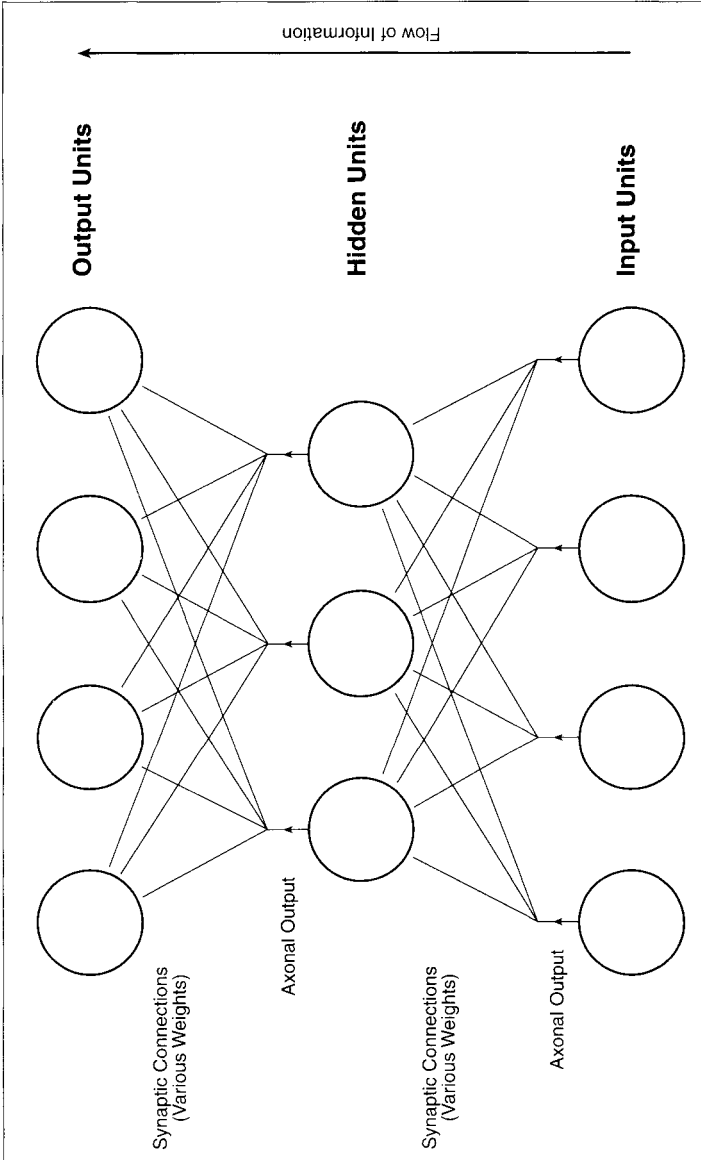 Flow of Information
Output Units
Hidden Units
Input Units
Synaptic Connections
(Various Weights)
Axonal Output
Synaptic Connections
(Various Weights)
Axonal Output